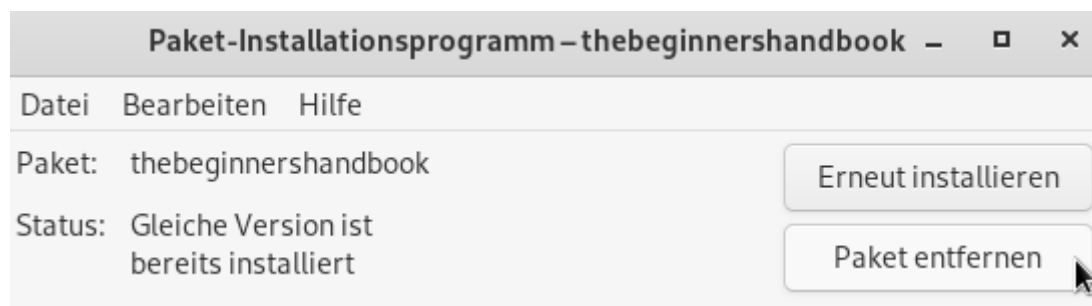 Paket-Installationsprogramm – thebeginnershandbook
Datei Bearbeiten Hilfe
Paket: thebeginnershandbook
Erneut installieren
Status: Gleiche Version ist
bereits installiert
Paket entfernen